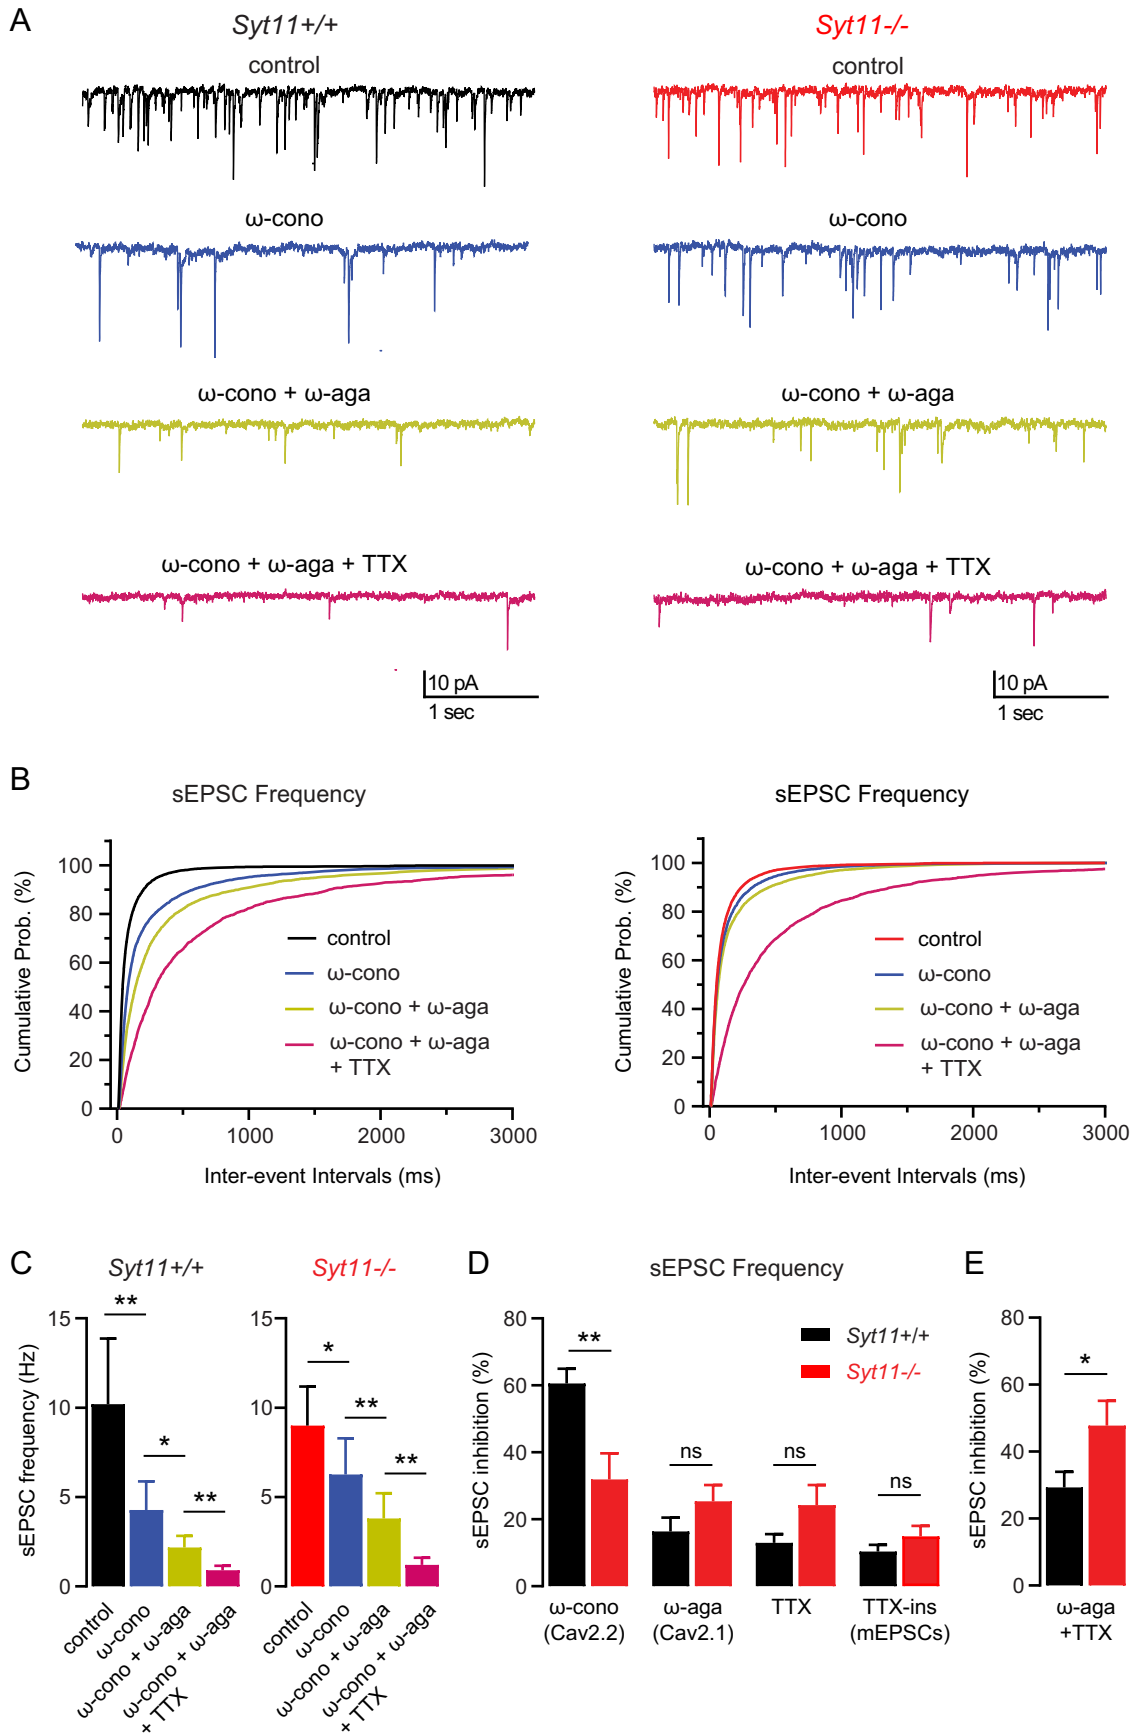 A
Syt11+/+
Syt11-/-
control
control
ω-cono
ω-cono
ω-cono + ω-aga
ω-cono + ω-aga
ω-cono + ω-aga + TTX
ω-cono + ω-aga + TTX
10 pA
1 sec
10 pA
1 sec
B
sEPSC Frequency
Cumulative Prob. (%)
100
80
60
40
20
0
control
ω-cono
ω-cono + ω-aga
ω-cono + ω-aga
+ TTX
0
1000
2000
3000
Inter-event Intervals (ms)
sEPSC Frequency
Cumulative Prob. (%)
100
80
60
40
20
0
control
ω-cono
ω-cono + ω-aga
ω-cono + ω-aga
+ TTX
0
1000
2000
3000
Inter-event Intervals (ms)
C
Syt11+/+
sEPSC frequency (Hz)
15
10
5
0
**
*
**
control
ω-cono
ω-cono + ω-aga
ω-cono + ω-aga
+ TTX
Syt11-/-
15
10
5
0
*
**
**
control
ω-cono
ω-cono + ω-aga
ω-cono + ω-aga
+ TTX
D
sEPSC Frequency
sEPSC inhibition (%)
80
60
40
20
0
Syt11+/+
Syt11-/-
**
ns
ns
ns
ω-cono
(Cav2.2)
ω-aga
(Cav2.1)
TTX
TTX-ins
(mEPSCs)
E
sEPSC inhibition (%)
80
60
40
20
0
*
ω-aga
+TTX